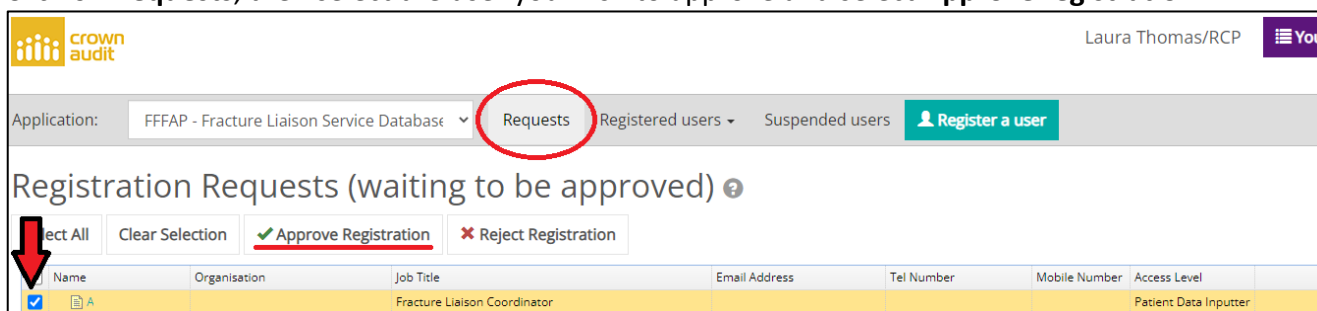 crown
audit
Laura Thomas/RCP
Application: FFFAP - Fracture Liaison Service Database Requests Registered users Suspended users Register a user
Registration Requests (waiting to be approved)
Clear Selection Approve Registration Reject Registration
Name Organisation Job Title Email Address Tel Number Mobile Number Access Level
A Fracture Liaison Coordinator Patient Data Inputter